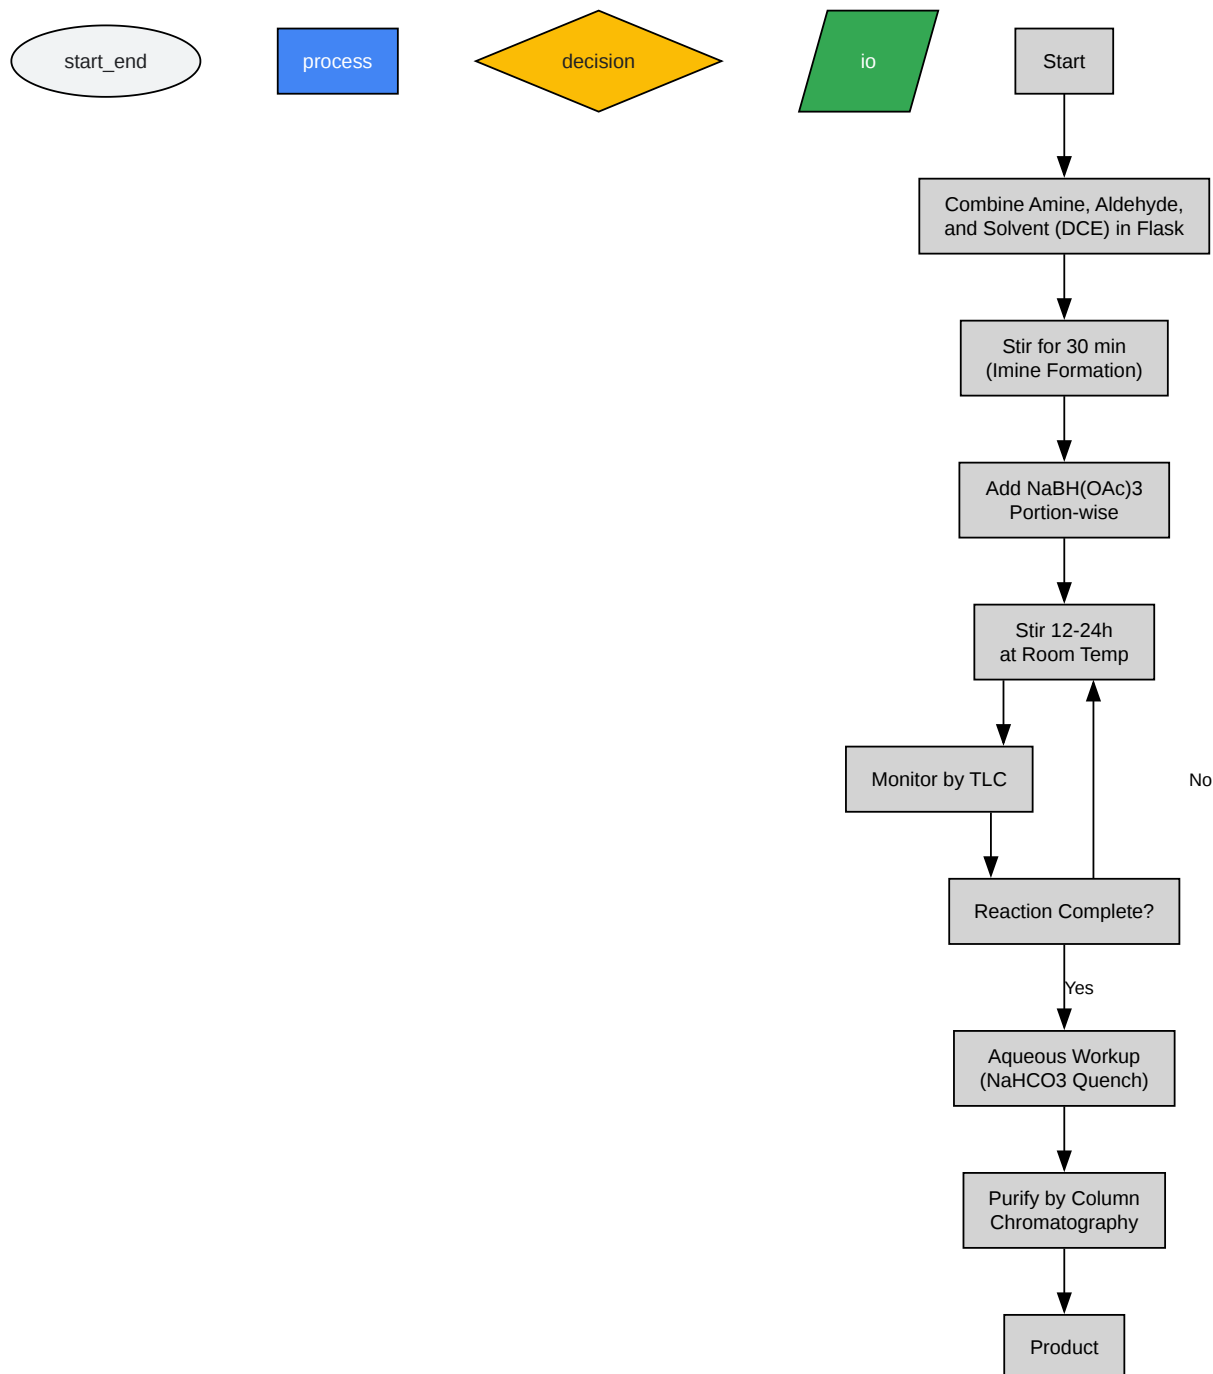 start_end
process
decision
io
Start
Combine Amine, Aldehyde,
and Solvent (DCE) in Flask
Stir for 30 min
(Imine Formation)
Add NaBH(OAc)3
Portion-wise
Stir 12-24h
at Room Temp
Monitor by TLC
No
Reaction Complete?
Yes
Aqueous Workup
(NaHCO3 Quench)
Purify by Column
Chromatography
Product